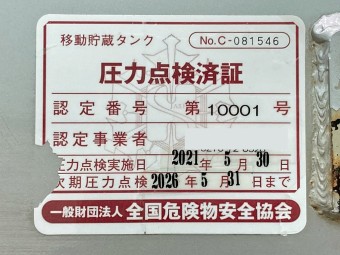 移動貯蔵タンク No.C-081546
圧力点検済証
認定番号 第10001号
認定事業者
圧力点検実施日 2021年5月30日
次期圧力点検 2026年5月31日まで
一般財団法人 全国危険物安全協会